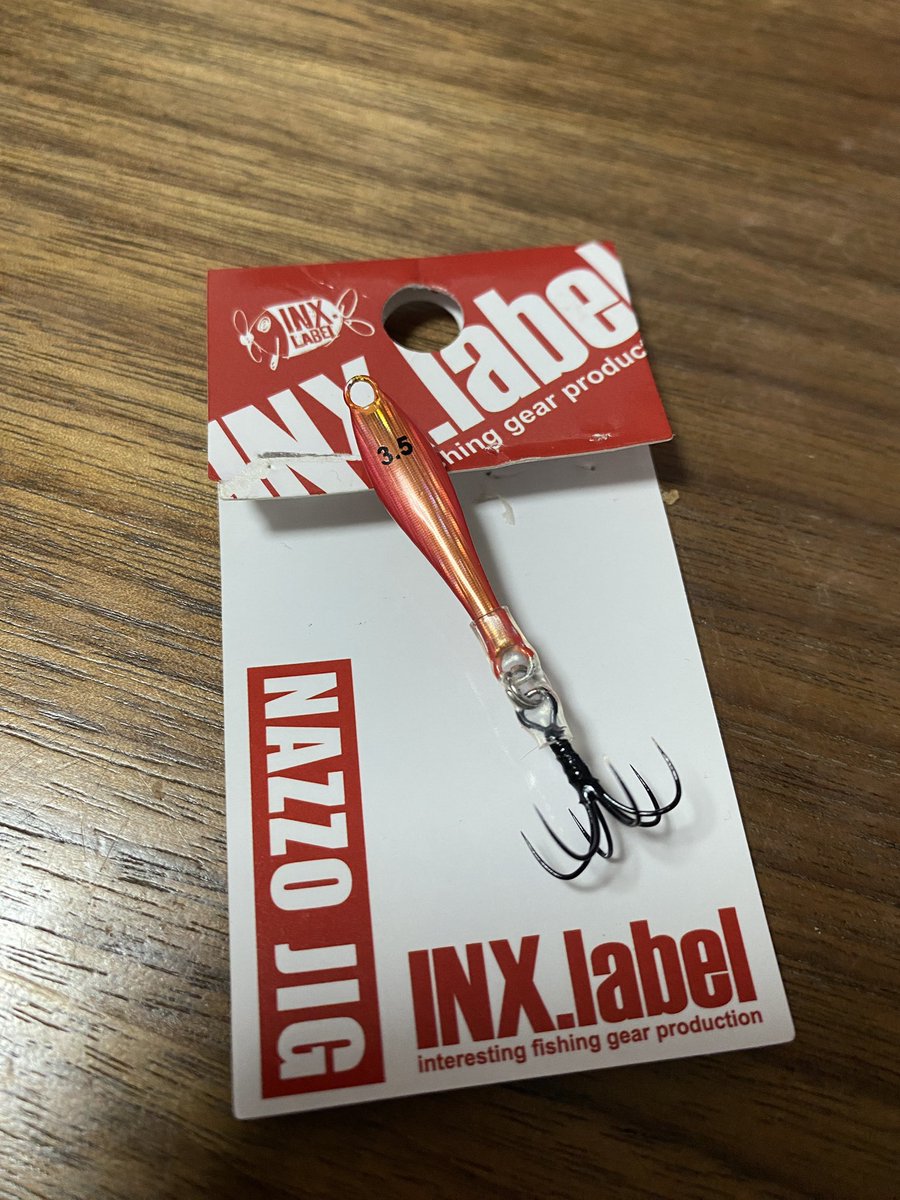 INX
LABEL
INX.label
hing gear produc
3.5
NAZZO JIG
INX.label
interesting fishing gear production